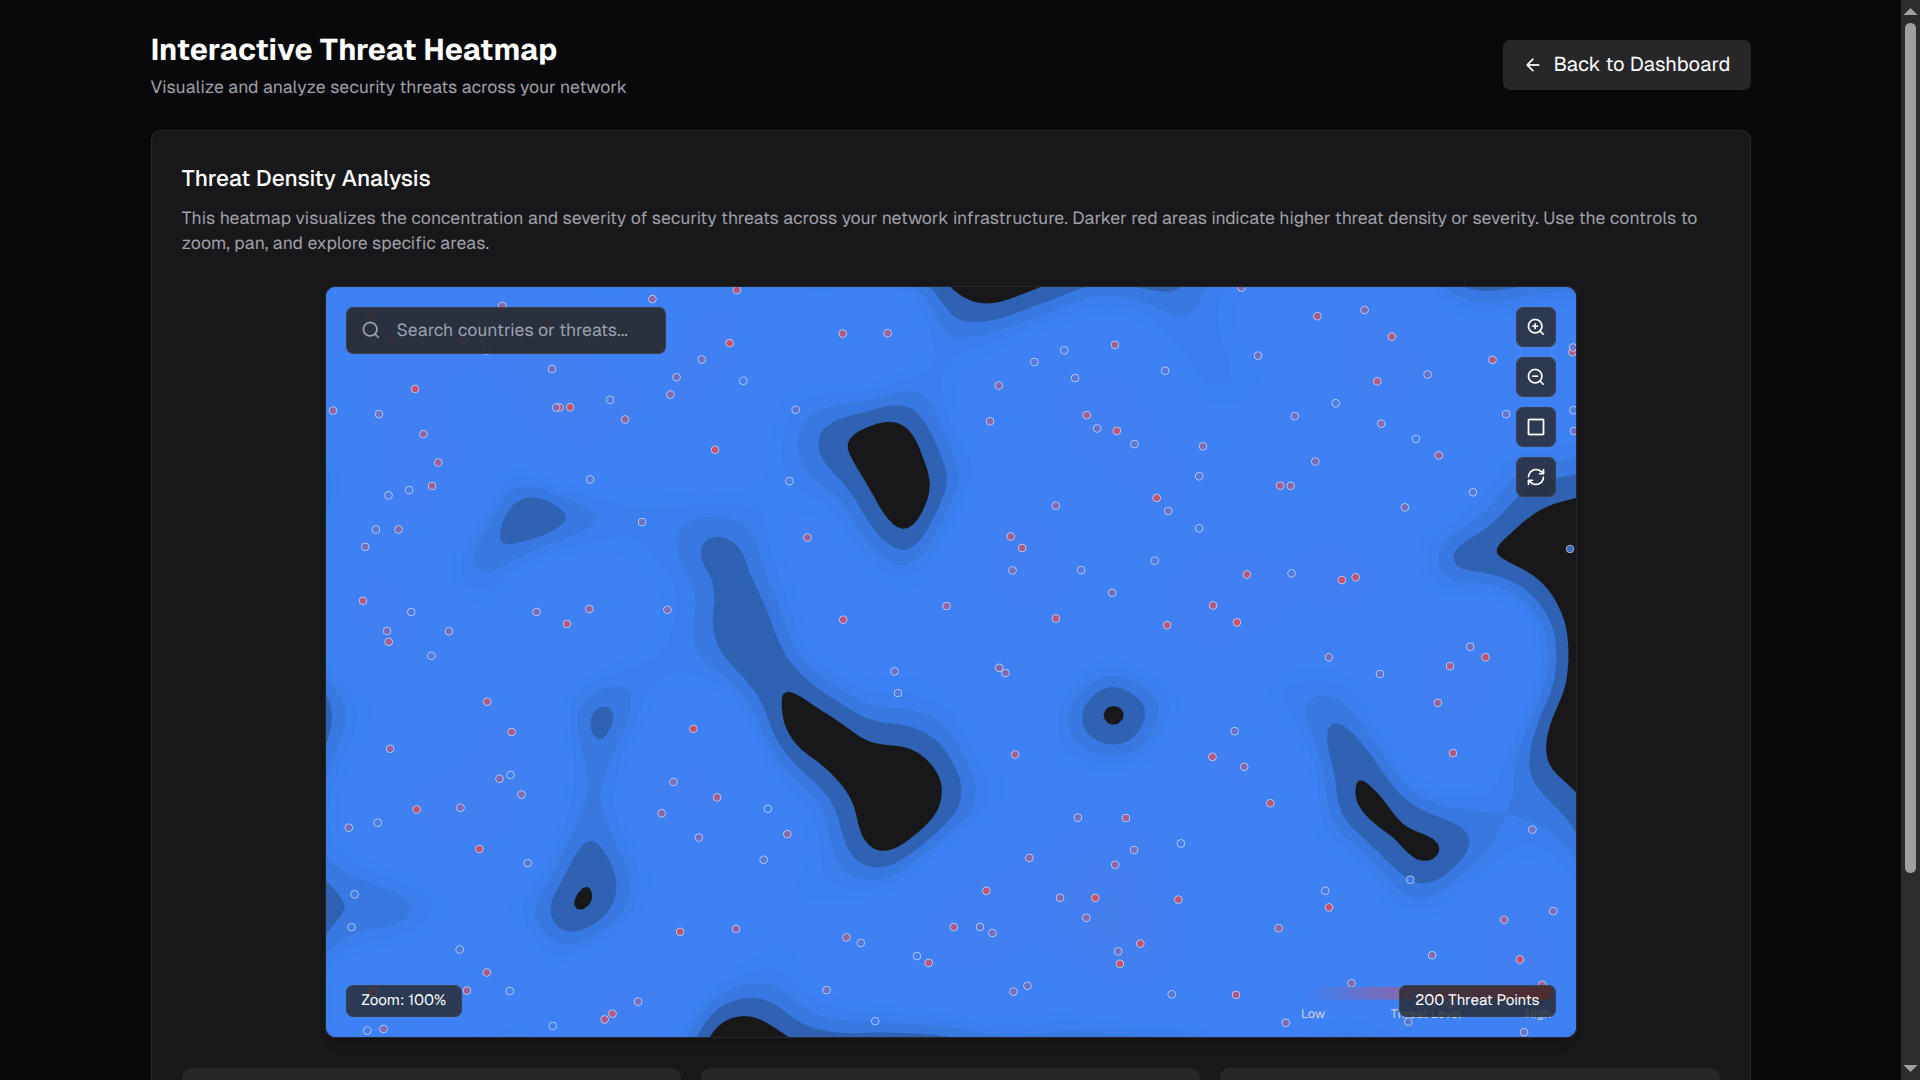 Interactive Threat Heatmap
Visualize and analyze security threats across your network
Back to Dashboard
Threat Density Analysis
This heatmap visualizes the concentration and severity of security threats across your network infrastructure. Darker red areas indicate higher threat density or severity. Use the controls to
zoom, pan, and explore specific areas.
Search countries or threats...
Zoom: 100%
200 Threat Points
Low Threat Level High